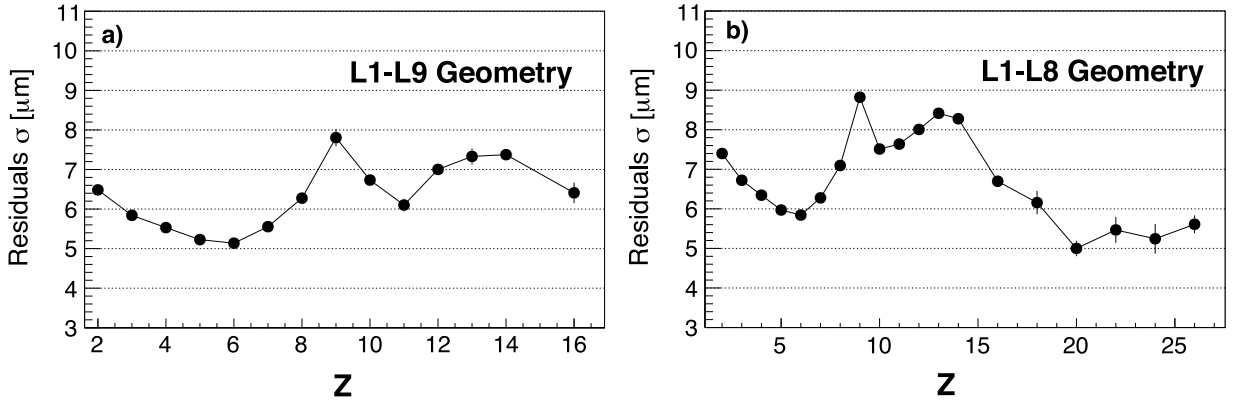 a)
L1-L9 Geometry
Residuals σ [μm]
11
10
9
8
7
6
5
4
3
2 4 6 8 10 12 14 16
Z
b)
L1-L8 Geometry
Residuals σ [μm]
11
10
9
8
7
6
5
4
3
5 10 15 20 25
Z